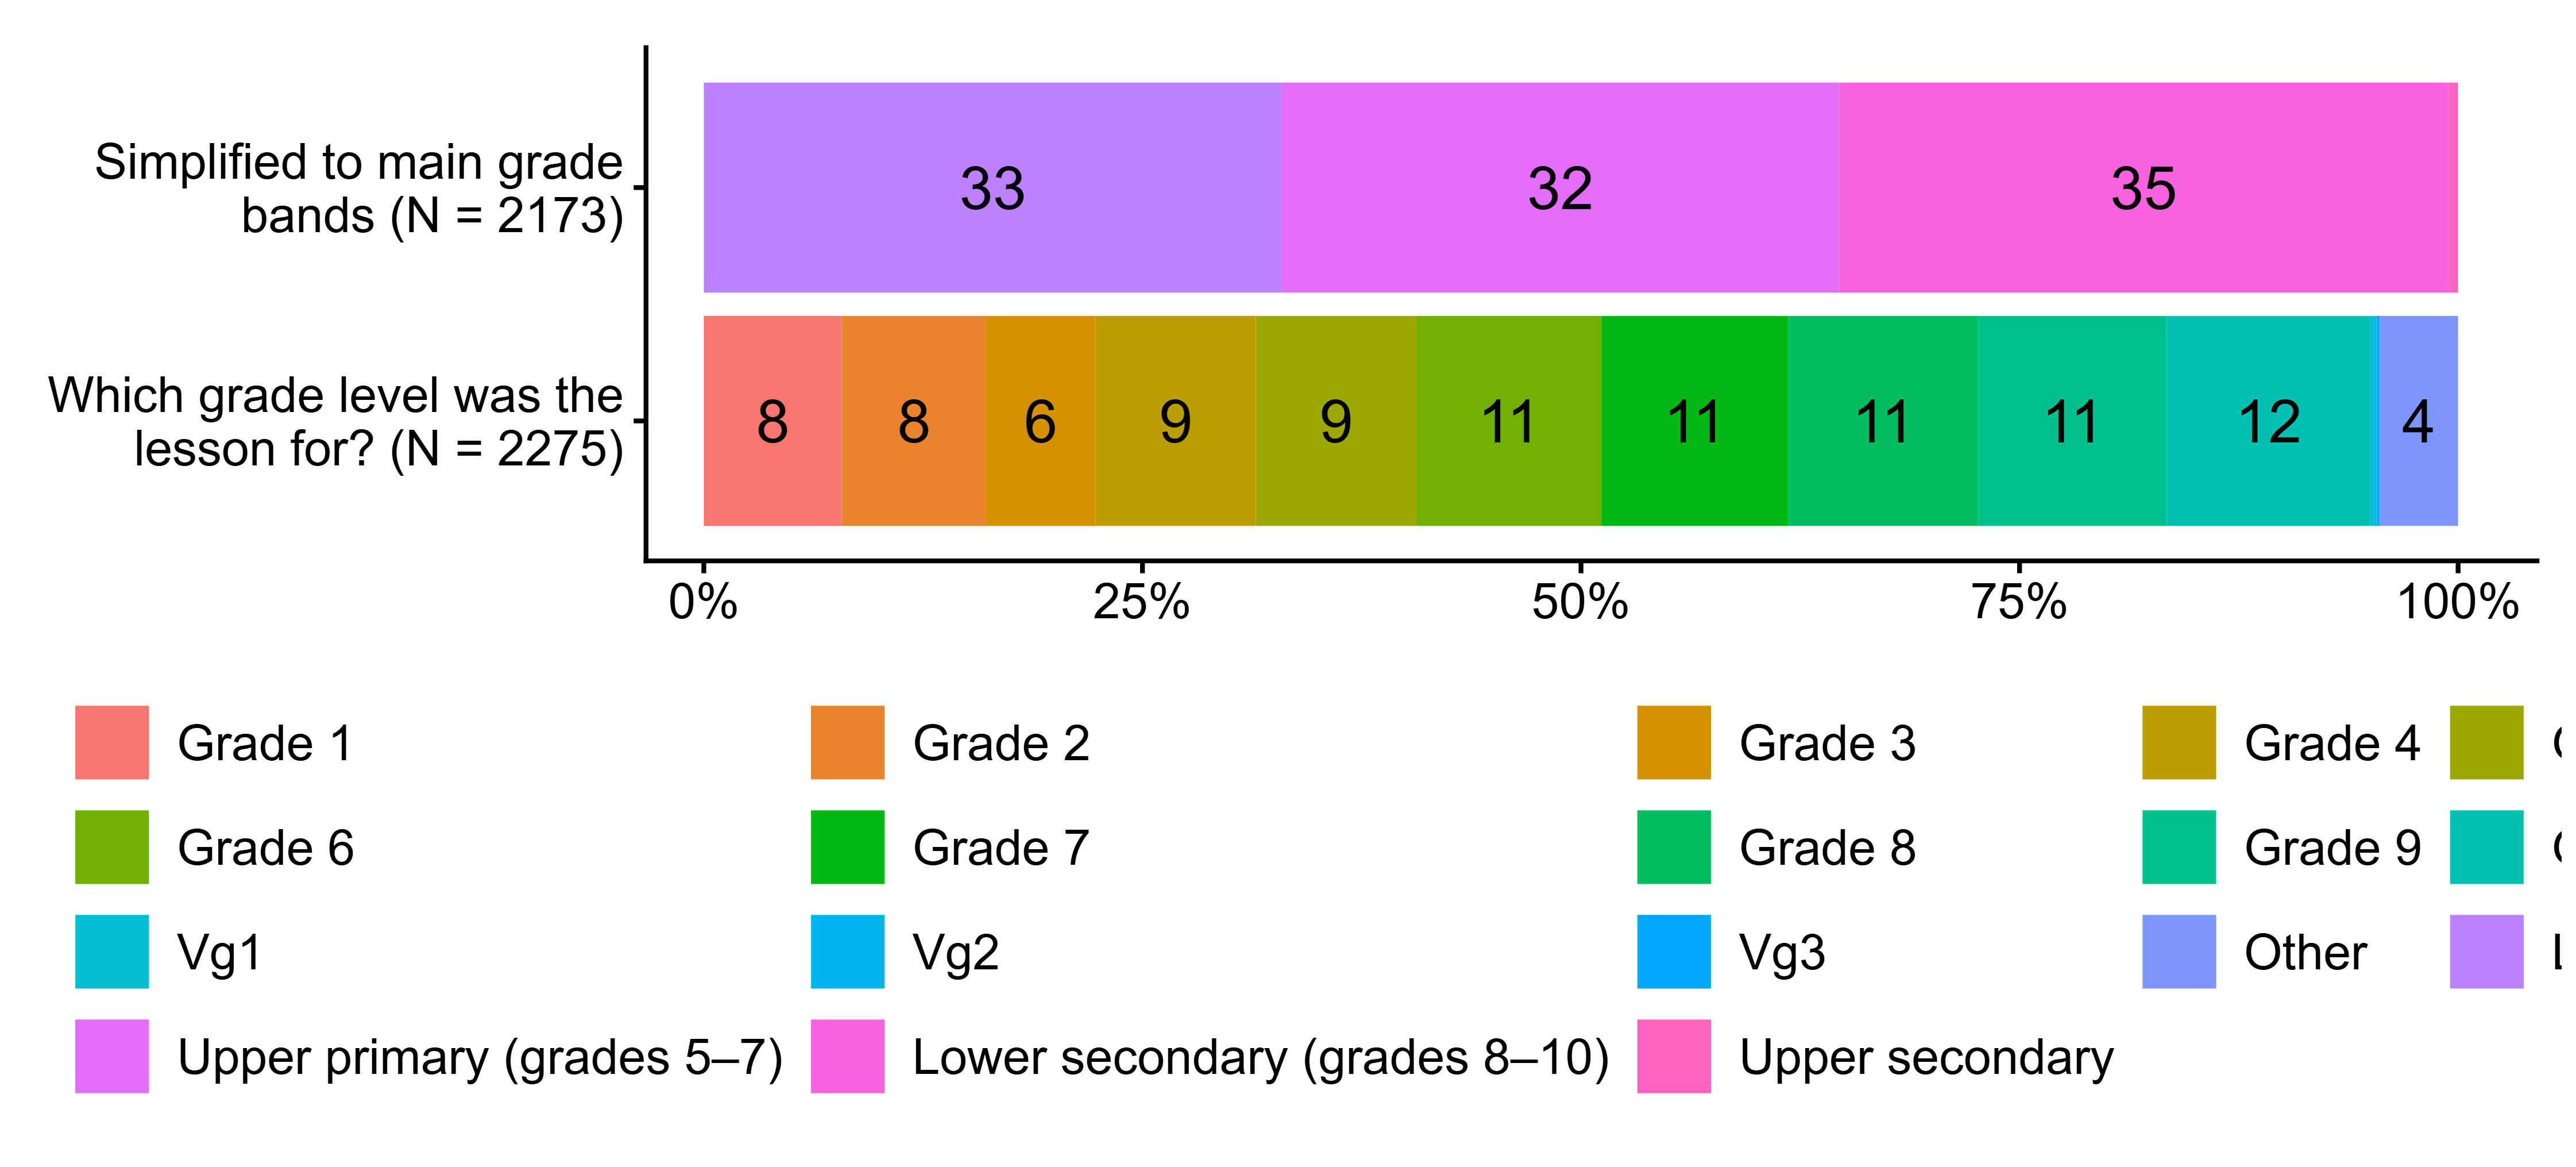 Simplified to main grade
bands (N = 2173)
33 32 35
Which grade level was the
lesson for? (N = 2275)
8 8 6 9 9 11 11 11 11 12 4
0% 25% 50% 75% 100%
Grade 1 Grade 2 Grade 3 Grade 4
Grade 6 Grade 7 Grade 8 Grade 9
Vg1 Vg2 Vg3 Other
Upper primary (grades 5–7) Lower secondary (grades 8–10) Upper secondary